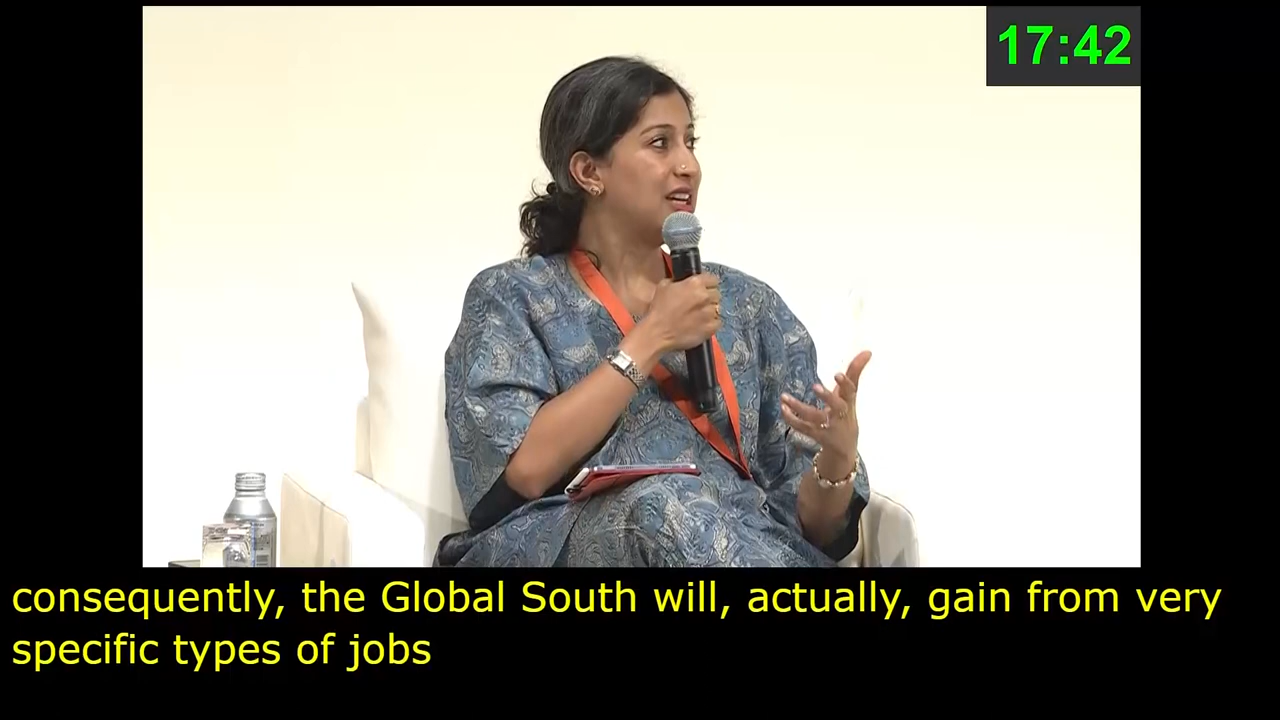 17:42
consequently, the Global South will, actually, gain from very
specific types of jobs